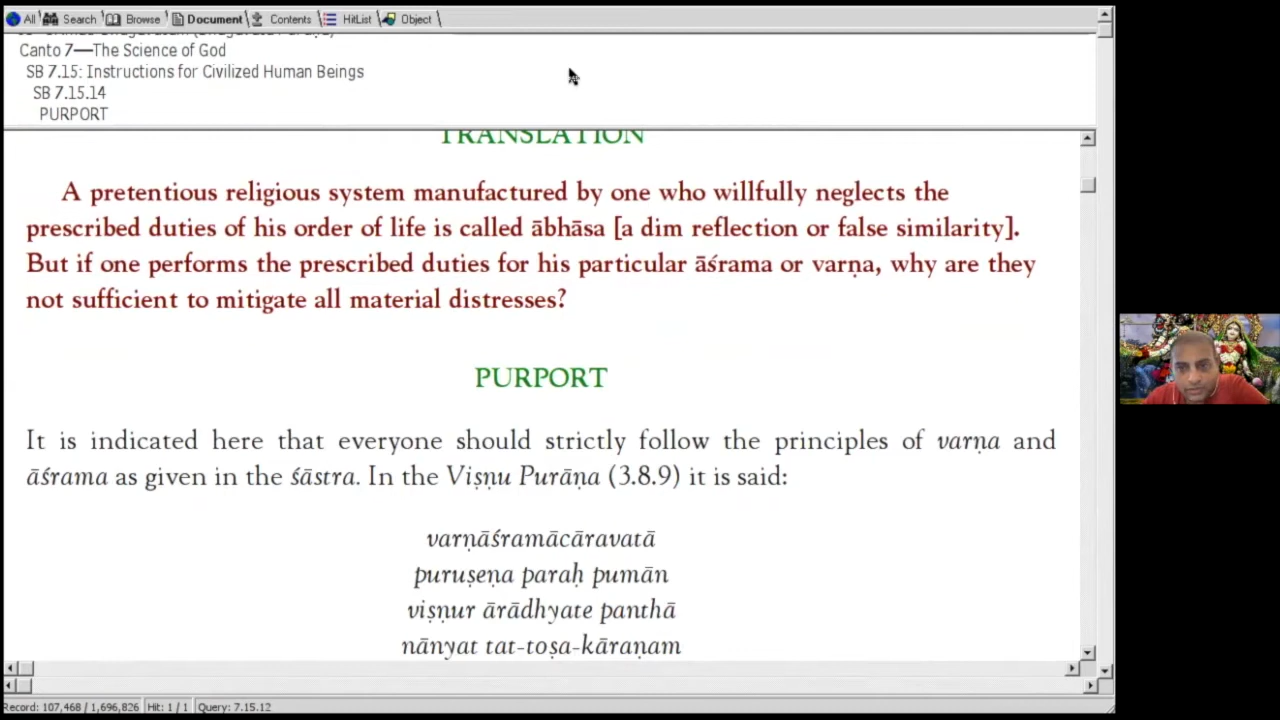 All Search Browse Document Contents HitList Object
Canto 7—The Science of God
SB 7.15: Instructions for Civilized Human Beings
SB 7.15.14
PURPORT
TRANSLATION
A pretentious religious system manufactured by one who willfully neglects the
prescribed duties of his order of life is called ābhāsa [a dim reflection or false similarity].
But if one performs the prescribed duties for his particular āśrama or varṇa, why are they
not sufficient to mitigate all material distresses?
PURPORT
It is indicated here that everyone should strictly follow the principles of varṇa and
āśrama as given in the śāstra. In the Viṣṇu Purāṇa (3.8.9) it is said:
varṇāśramācāravatā
puruṣeṇa paraḥ pumān
viṣṇur ārādhyate panthā
nānyat tat-toṣa-kāraṇam
Record: 107,468 / 1,696,826 Hit: 1 / 1 Query: 7.15.12